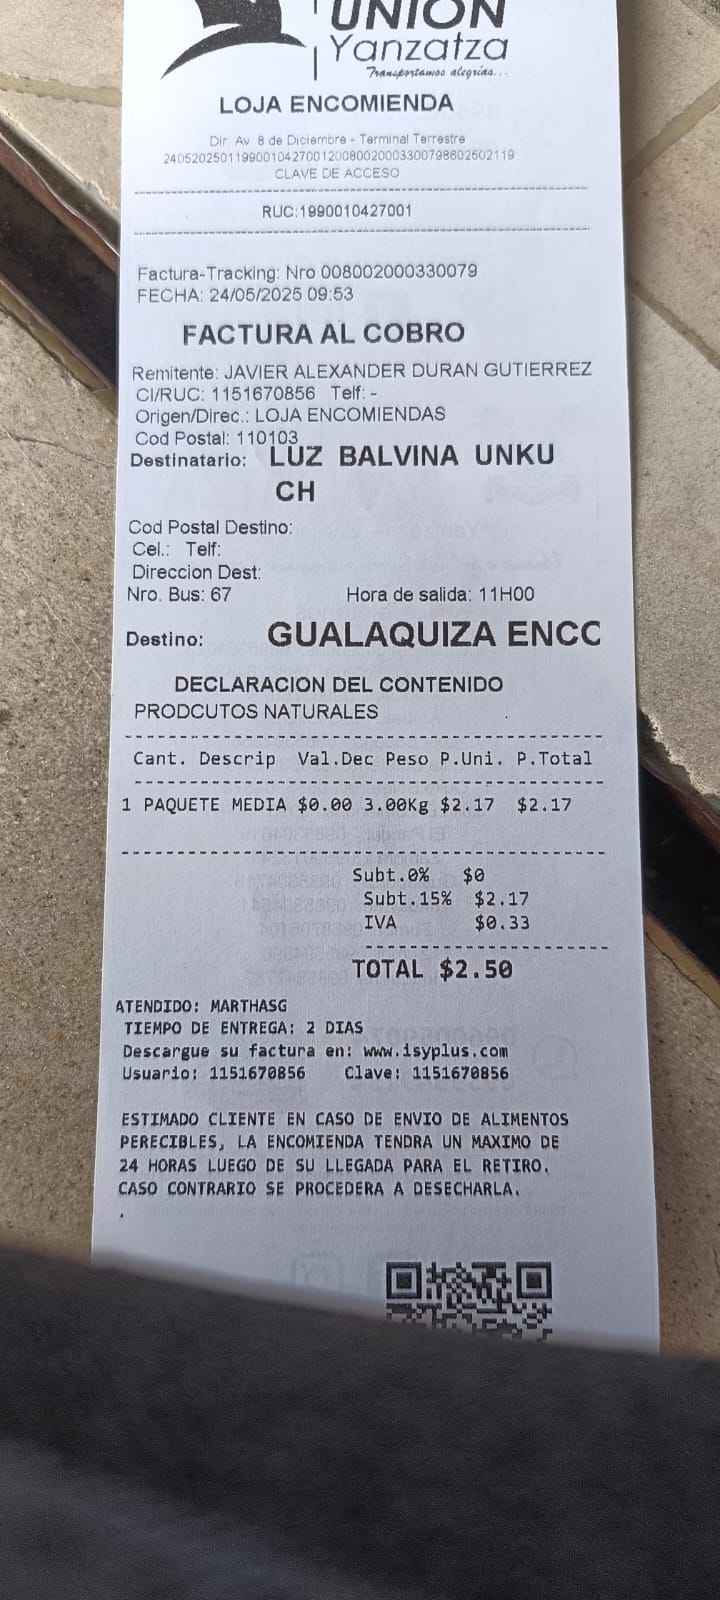 UNION
Yanzatza
Transportamos alegrías...
LOJA ENCOMIENDA
Dir: Av. 8 de Diciembre - Terminal Terrestre
2405202501199001042700120080020003300798802502119
CLAVE DE ACCESO
RUC:1990010427001
Factura-Tracking: Nro 008002000330079
FECHA: 24/05/2025 09:53
FACTURA AL COBRO
Remitente: JAVIER ALEXANDER DURAN GUTIERREZ
CI/RUC: 1151670856 Telf: -
Origen/Direc.: LOJA ENCOMIENDAS
Cod Postal: 110103
Destinatario: LUZ BALVINA UNKU
CH
Cod Postal Destino:
Cel.: Telf:
Direccion Dest:
Nro. Bus: 67 Hora de salida: 11H00
Destino: GUALAQUIZA ENCO
DECLARACION DEL CONTENIDO
PRODCUTOS NATURALES
Cant. Descrip Val.Dec Peso P.Uni. P.Total
1 PAQUETE MEDIA $0.00 3.00Kg $2.17 $2.17
Subt.0% $0
Subt.15% $2.17
IVA $0.33
TOTAL $2.50
ATENDIDO: MARTHASG
TIEMPO DE ENTREGA: 2 DIAS
Descargue su factura en: www.isyplus.com
Usuario: 1151670856 Clave: 1151670856
ESTIMADO CLIENTE EN CASO DE ENVIO DE ALIMENTOS
PERECIBLES, LA ENCOMIENDA TENDRA UN MAXIMO DE
24 HORAS LUEGO DE SU LLEGADA PARA EL RETIRO.
CASO CONTRARIO SE PROCEDERA A DESECHARLA.
.